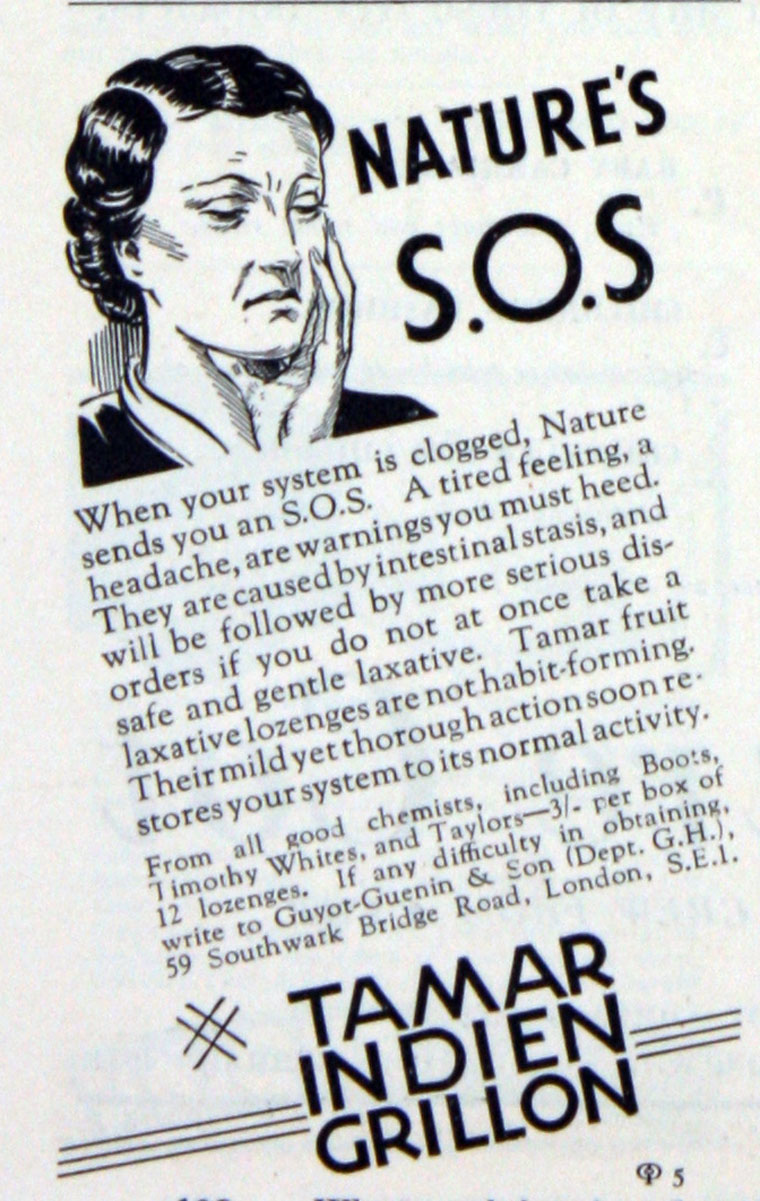 NATURE'S
S.O.S
When your system is clogged, Nature
sends you an S.O.S. A tired feeling, a
headache, are warnings you must heed.
They are caused by intestinal stasis, and
will be followed by more serious dis-
orders if you do not at once take a
safe and gentle laxative. Tamar fruit
laxative lozenges are not habit-forming.
Their mild yet thorough action soon re-
stores your system to its normal activity.
From all good chemists, including Boots,
Timothy Whites, and Taylors—3/- per box of
12 lozenges. If any difficulty in obtaining,
write to Guyot-Guenin & Son (Dept. G.H.),
59 Southwark Bridge Road, London, S.E.1.
TAMAR
INDIEN
GRILLON
5